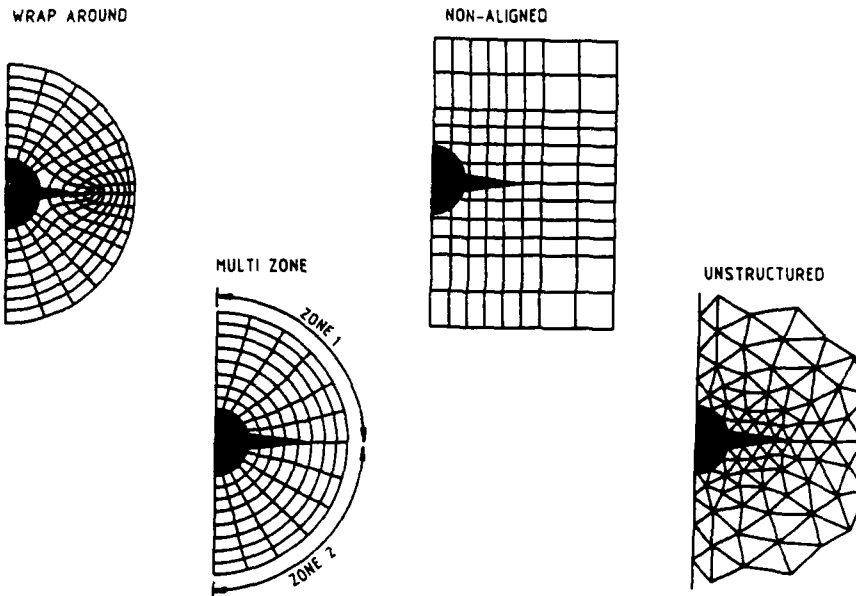 WRAP AROUND
NON-ALIGNED
MULTI ZONE
ZONE 1
ZONE 2
UNSTRUCTURED